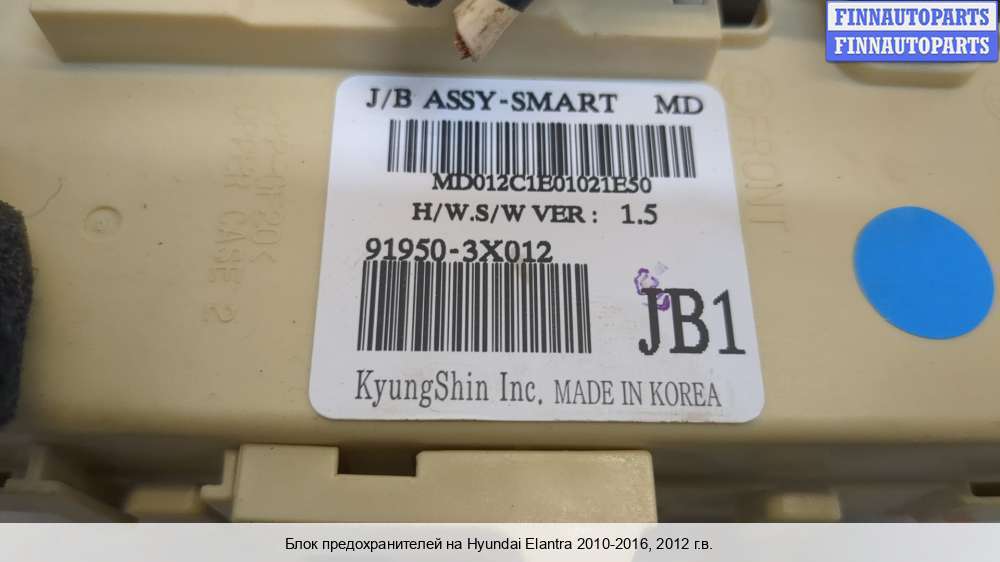 FINNAUTOPARTS
FINNAUTOPARTS
J/B ASSY-SMART MD
MD012C1E01021E50
H/W.S/W VER : 1.5
91950-3X012
JB1
KyungShin Inc. MADE IN KOREA
FRONT
CASE 2
Блок предохранителей на Hyundai Elantra 2010-2016, 2012 г.в.